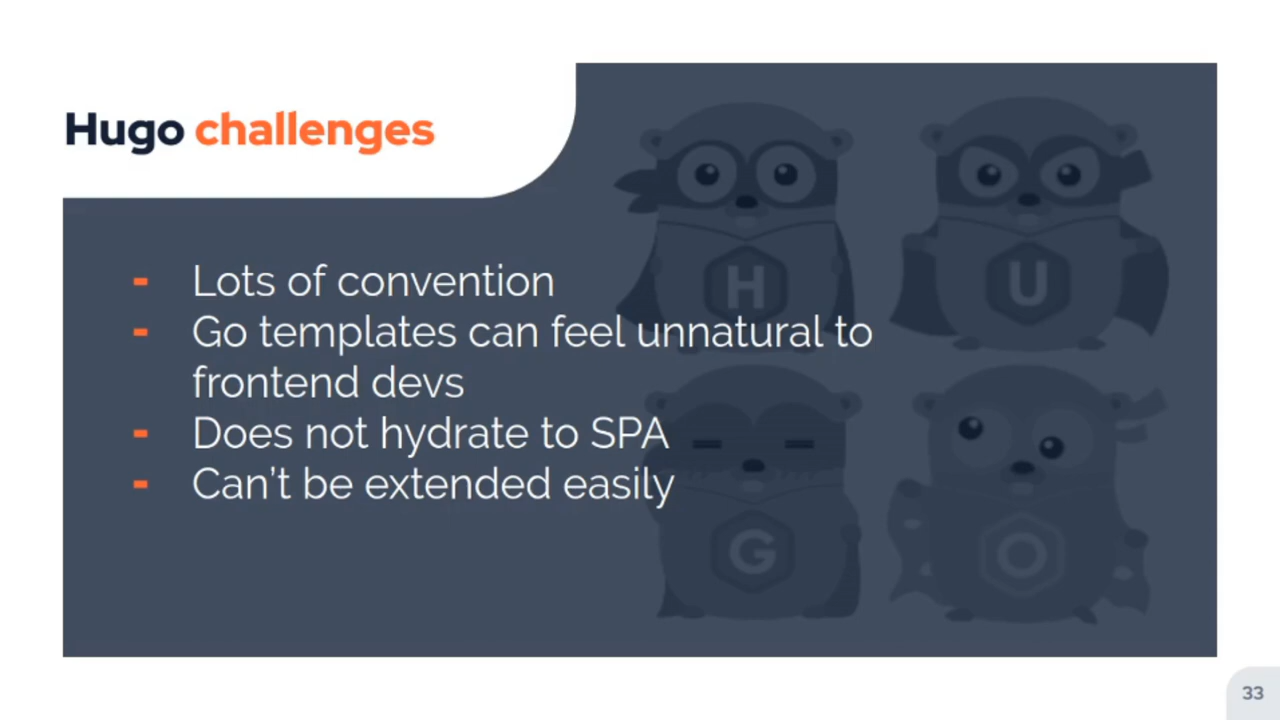 Hugo challenges
- Lots of convention
- Go templates can feel unnatural to
frontend devs
- Does not hydrate to SPA
- Can't be extended easily
H
U
G
O
33